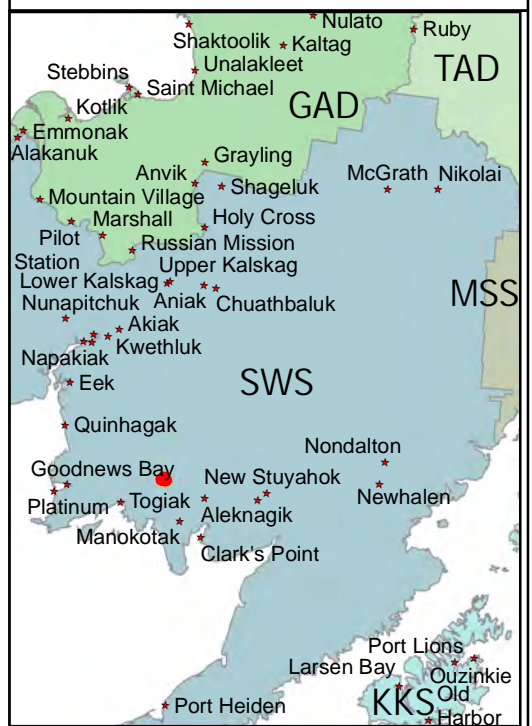 Nulato
Ruby
Shaktoolik
Kaltag
Unalakleet
TAD
Stebbins
Saint Michael
GAD
Kotlik
Emmonak
Alakanuk
Grayling
Anvik
Shageluk
McGrath
Nikolai
Mountain Village
Marshall
Holy Cross
Pilot
Station
Russian Mission
Upper Kalskag
Lower Kalskag
Nunapitchuk
Aniak
Chuathbaluk
MSS
Akiak
Kwethluk
Napakiak
SWS
Eek
Quinhagak
Nondalton
Goodnews Bay
New Stuyahok
Newhalen
Platinum
Togiak
Aleknagik
Manokotak
Clark's Point
Port Lions
Larsen Bay
Ouzinkie
KKS
Old
Harbor
Port Heiden